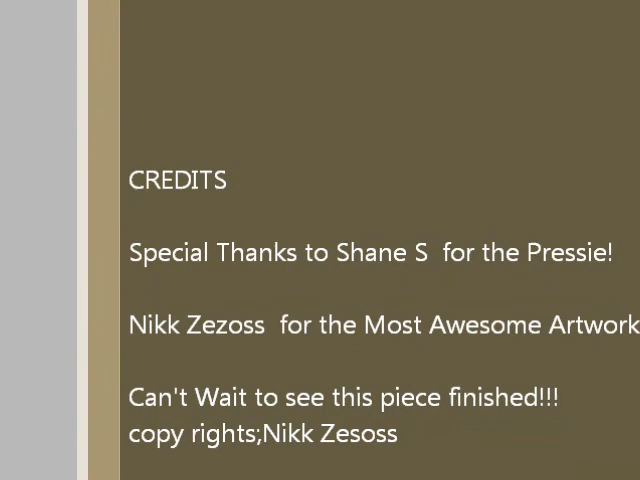 CREDITS
Special Thanks to Shane S  for the Pressie!
Nikk Zezoss  for the Most Awesome Artwork
Can't Wait to see this piece finished!!!
copy rights;Nikk Zesoss